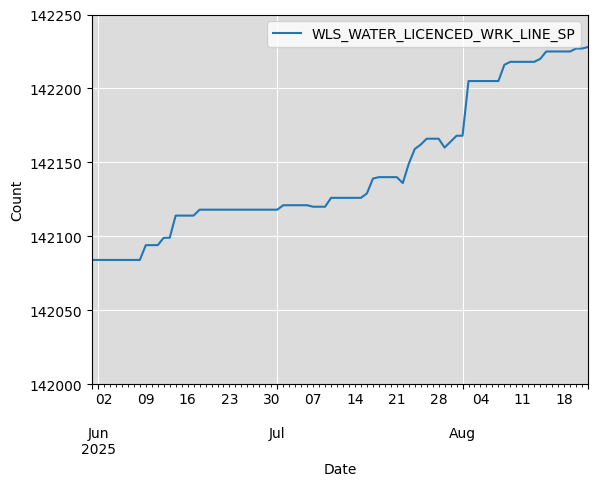 WLS_WATER_LICENCED_WRK_LINE_SP
142250
142200
142150
142100
142050
142000
Count
02 09 16 23 30 07 14 21 28 04 11 18
Jun Jul Aug
2025
Date